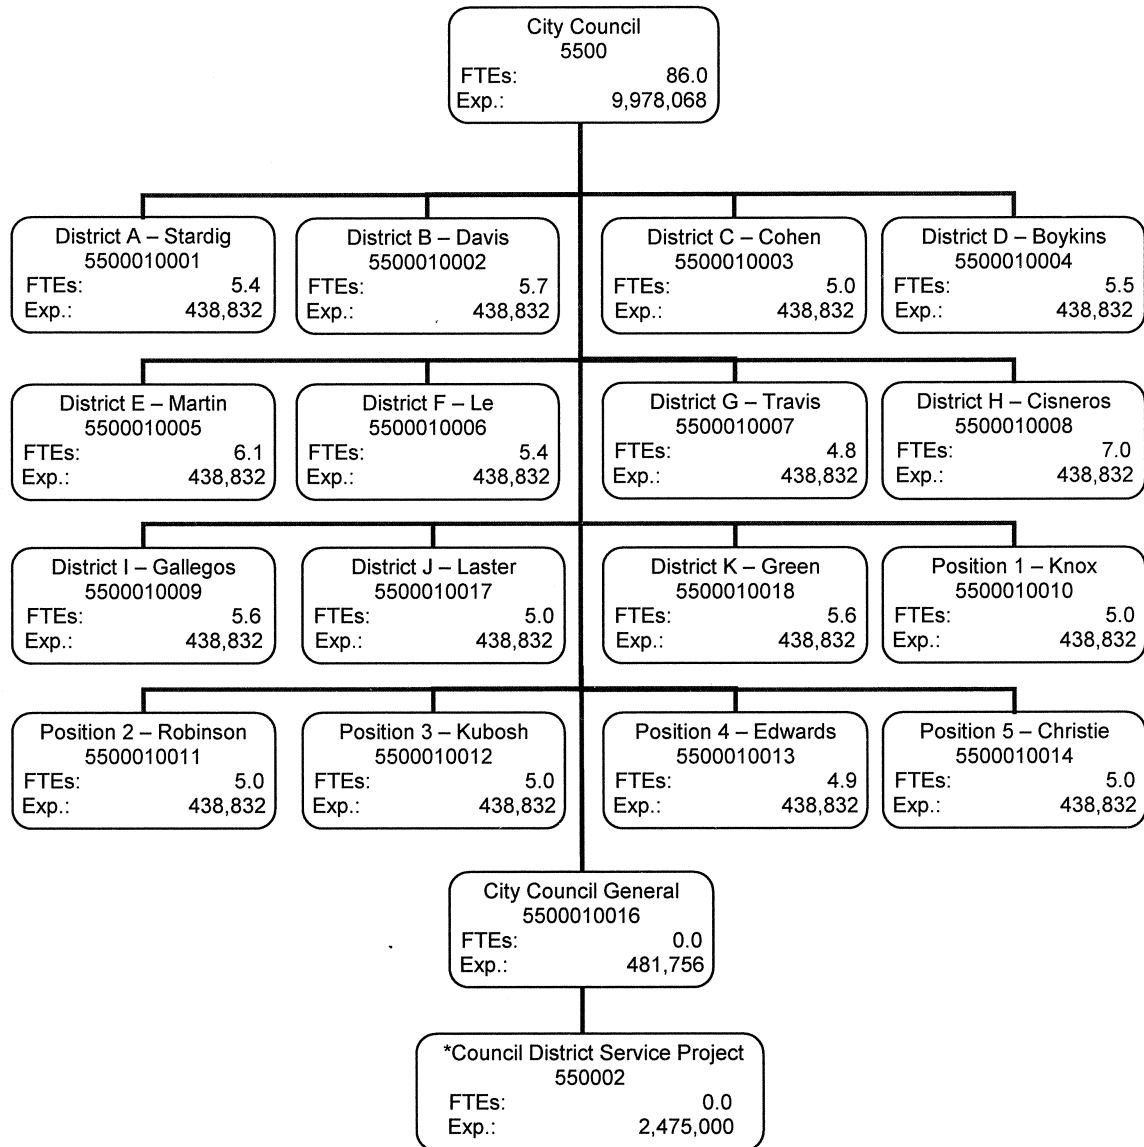 City Council
5500
FTEs: 86.0
Exp.: 9,978,068
District A – Stardig
5500010001
FTEs: 5.4
Exp.: 438,832
District B – Davis
5500010002
FTEs: 5.7
Exp.: 438,832
District C – Cohen
5500010003
FTEs: 5.0
Exp.: 438,832
District D – Boykins
5500010004
FTEs: 5.5
Exp.: 438,832
District E – Martin
5500010005
FTEs: 6.1
Exp.: 438,832
District F – Le
5500010006
FTEs: 5.4
Exp.: 438,832
District G – Travis
5500010007
FTEs: 4.8
Exp.: 438,832
District H – Cisneros
5500010008
FTEs: 7.0
Exp.: 438,832
District I – Gallegos
5500010009
FTEs: 5.6
Exp.: 438,832
District J – Laster
5500010017
FTEs: 5.0
Exp.: 438,832
District K – Green
5500010018
FTEs: 5.6
Exp.: 438,832
Position 1 – Knox
5500010010
FTEs: 5.0
Exp.: 438,832
Position 2 – Robinson
5500010011
FTEs: 5.0
Exp.: 438,832
Position 3 – Kubosh
5500010012
FTEs: 5.0
Exp.: 438,832
Position 4 – Edwards
5500010013
FTEs: 4.9
Exp.: 438,832
Position 5 – Christie
5500010014
FTEs: 5.0
Exp.: 438,832
City Council General
5500010016
FTEs: 0.0
Exp.: 481,756
*Council District Service Project
550002
FTEs: 0.0
Exp.: 2,475,000